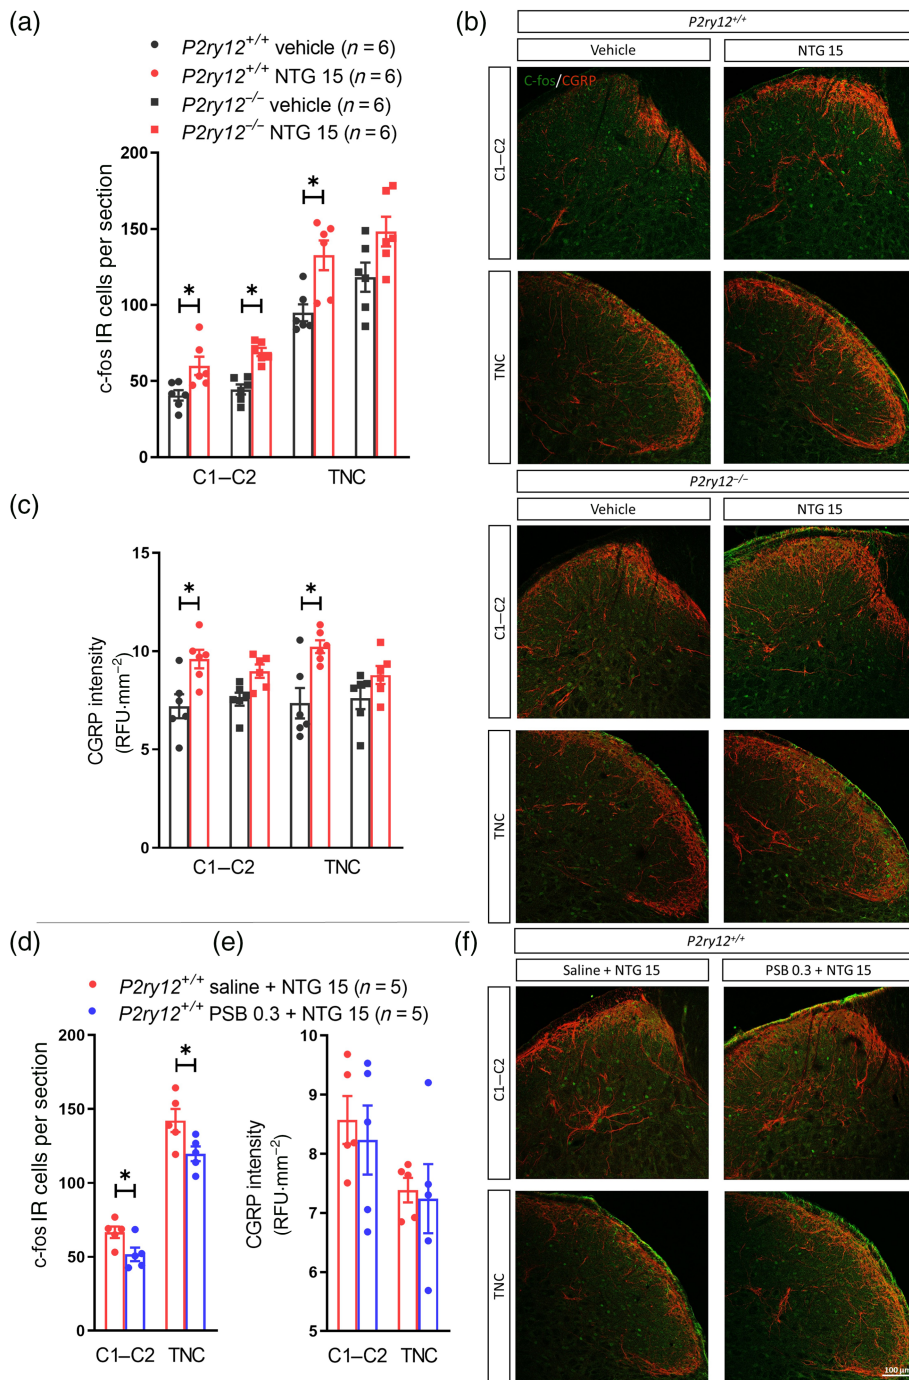 (a)
P2ry12+/+ vehicle (n = 6)
P2ry12+/+ NTG 15 (n = 6)
P2ry12−/− vehicle (n = 6)
P2ry12−/− NTG 15 (n = 6)
c-fos IR cells per section
200
150
100
50
0
*
*
*
C1–C2
TNC
(b)
P2ry12+/+
Vehicle
NTG 15
C-fos/CGRP
C1–C2
TNC
P2ry12−/−
Vehicle
NTG 15
C1–C2
TNC
(c)
CGRP intensity
(RFU·mm−2)
15
10
5
0
*
*
C1–C2
TNC
(d)
(e)
P2ry12+/+ saline + NTG 15 (n = 5)
P2ry12+/+ PSB 0.3 + NTG 15 (n = 5)
c-fos IR cells per section
200
150
100
50
0
*
*
C1–C2
TNC
CGRP intensity
(RFU·mm−2)
10
9
8
7
6
5
C1–C2
TNC
(f)
P2ry12+/+
Saline + NTG 15
PSB 0.3 + NTG 15
C1–C2
TNC
100 μm